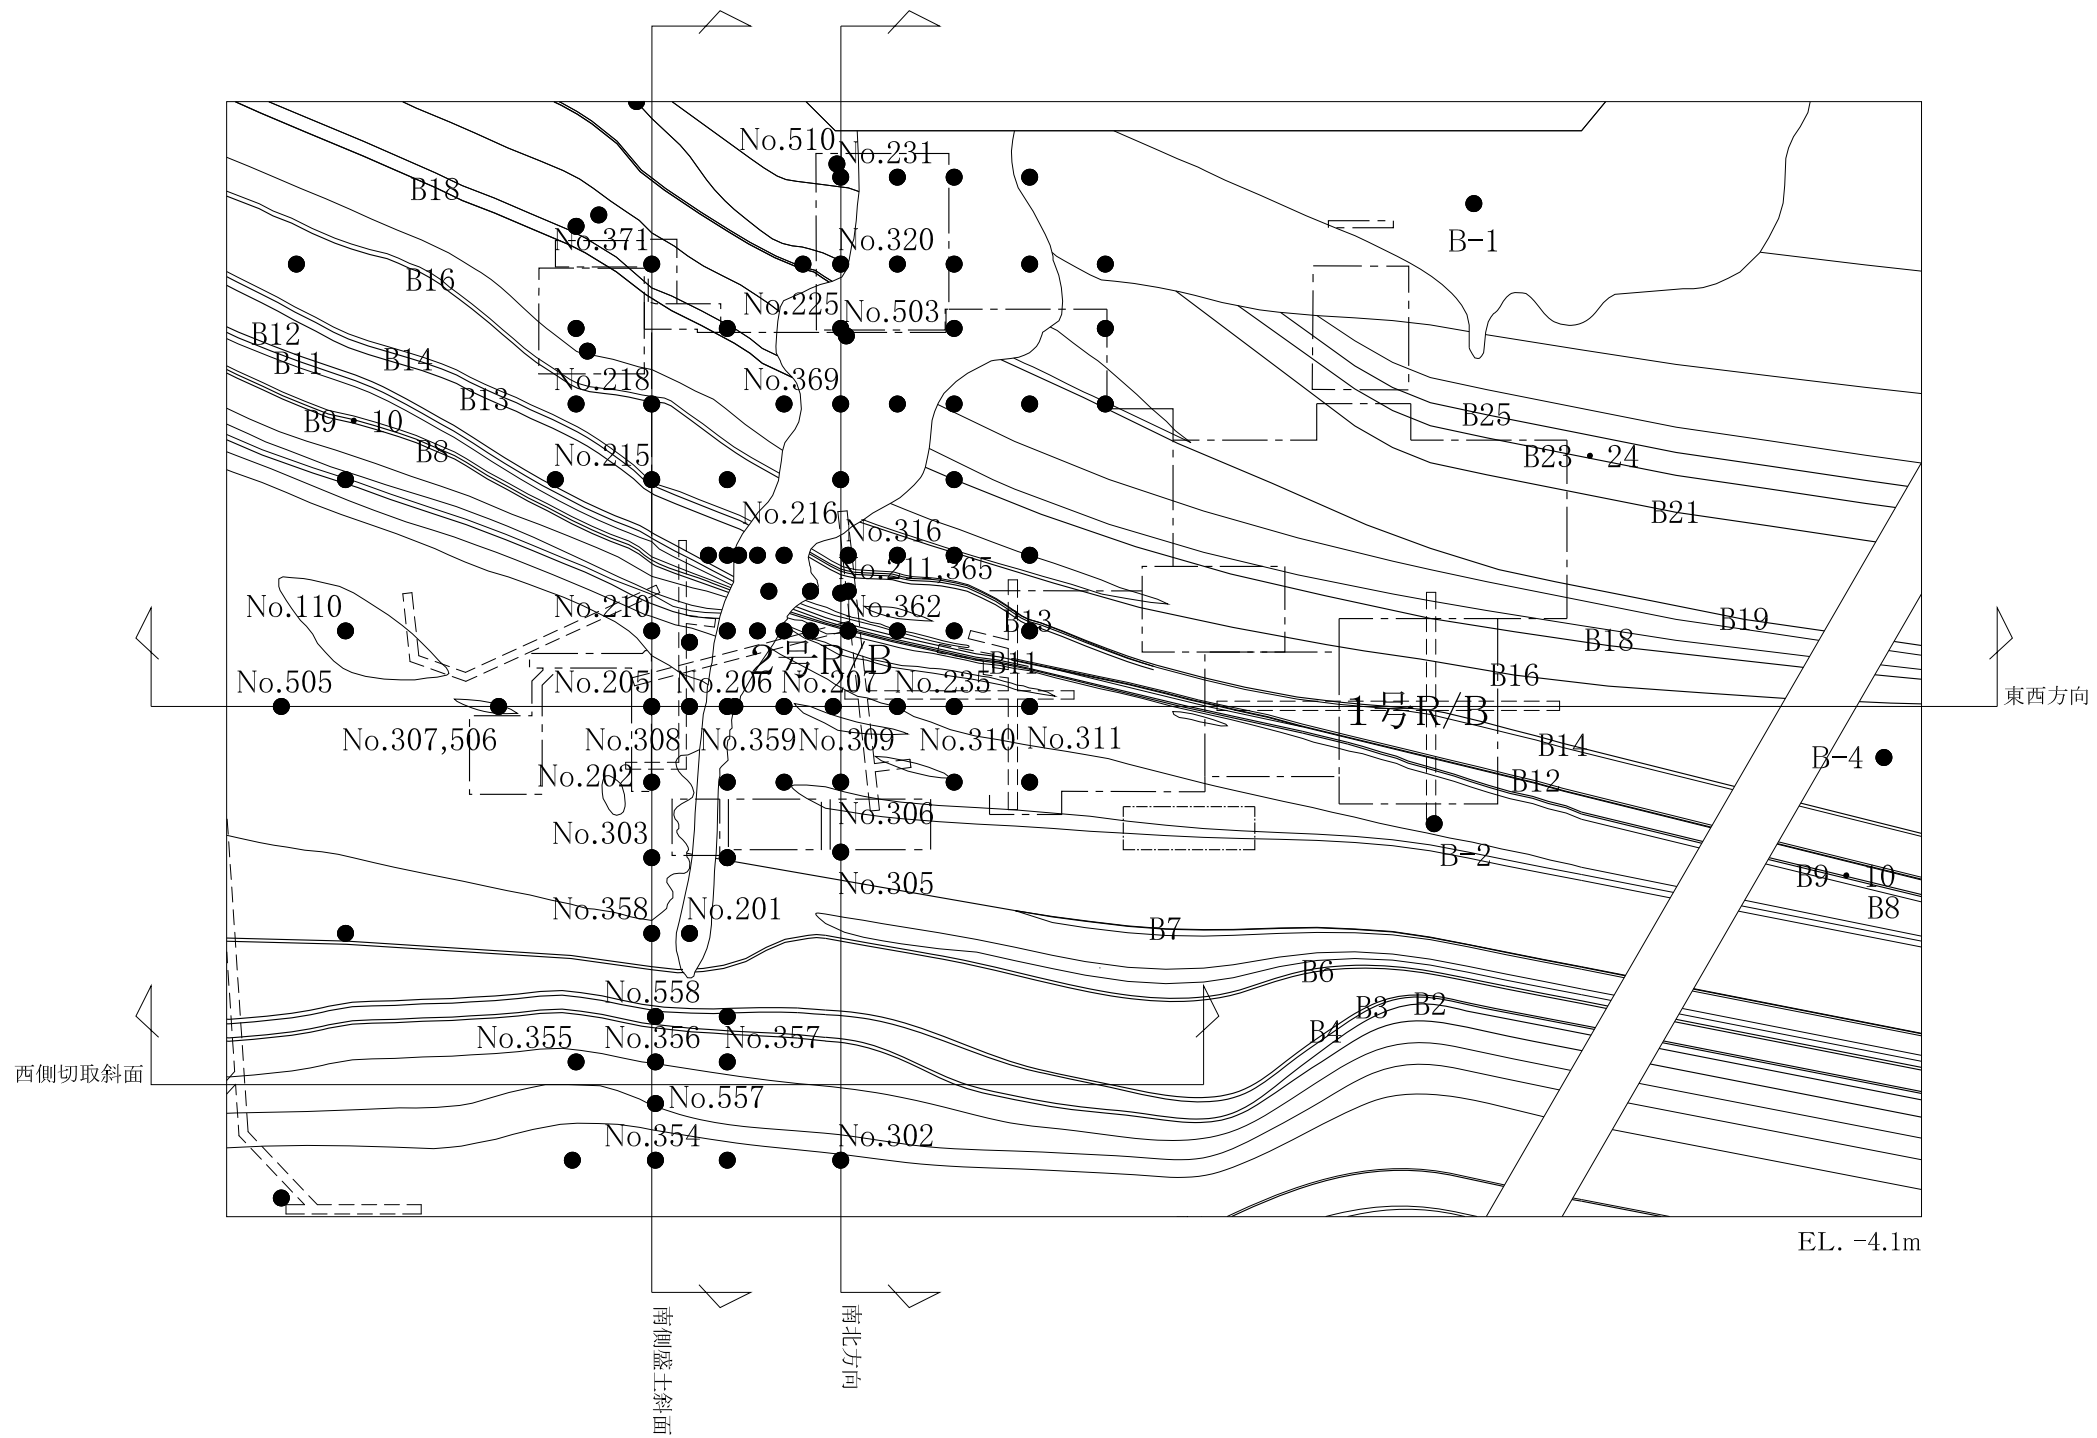 No.510
No.231
B18
No.371
No.320
B-1
B16
No.225
No.503
B12
B11
B14
No.218
No.369
B13
B9・10
B8
No.215
B25
B23・24
B21
No.216
No.316
No.211,365
No.110
No.210
No.362
B13
B19
B18
2号R/B
B11
B16
No.505
No.205
No.206
No.207
No.235
東西方向
1号R/B
No.307,506
No.308
No.359
No.309
No.310
No.311
B14
B-4
No.202
B12
No.306
No.303
B-2
B9・10
No.305
B8
No.358
No.201
B7
B6
No.558
B3
B2
No.355
No.356
No.357
B4
西側切取斜面
No.557
No.354
No.302
EL. -4.1m
南側盛土斜面
南北方向